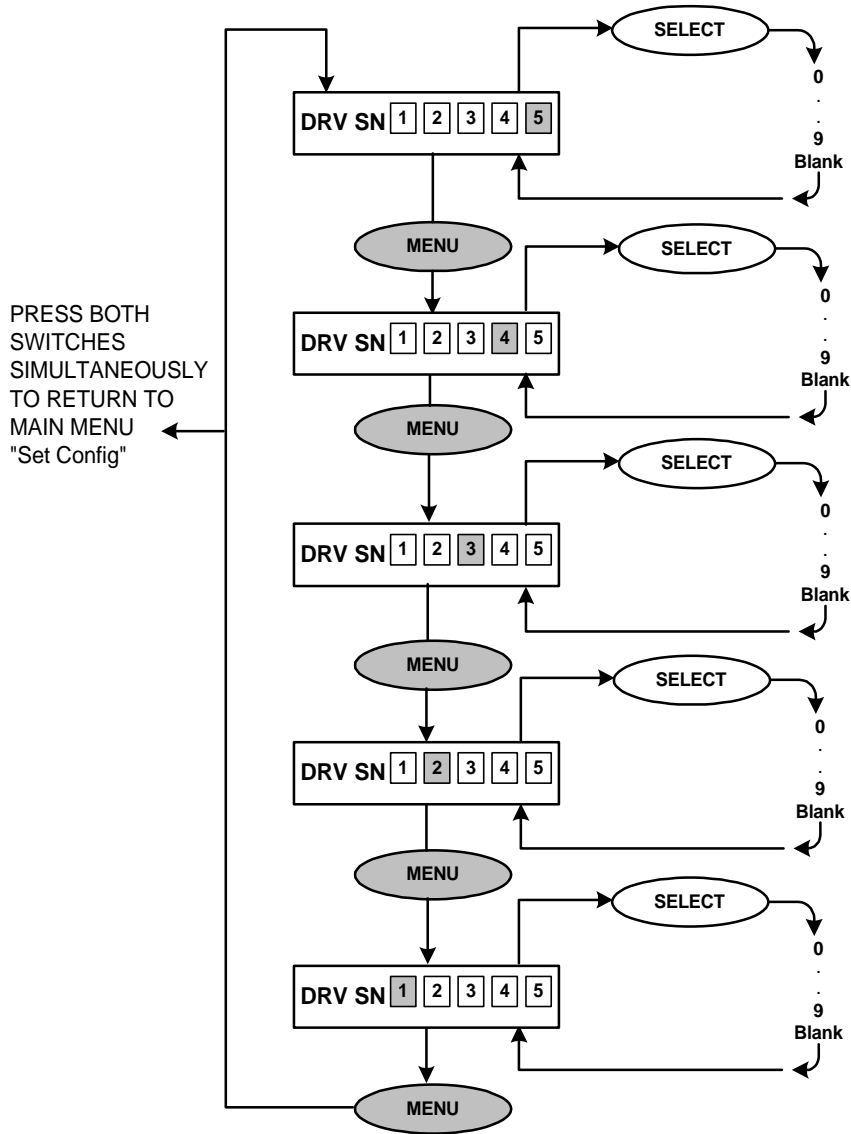 SELECT
0
.
.
9
Blank
DRV SN 1 2 3 4 5
MENU
SELECT
0
.
.
9
Blank
DRV SN 1 2 3 4 5
PRESS BOTH
SWITCHES
SIMULTANEOUSLY
TO RETURN TO
MAIN MENU
"Set Config"
MENU
SELECT
0
.
.
9
Blank
DRV SN 1 2 3 4 5
MENU
SELECT
0
.
.
9
Blank
DRV SN 1 2 3 4 5
MENU
SELECT
0
.
.
9
Blank
DRV SN 1 2 3 4 5
MENU